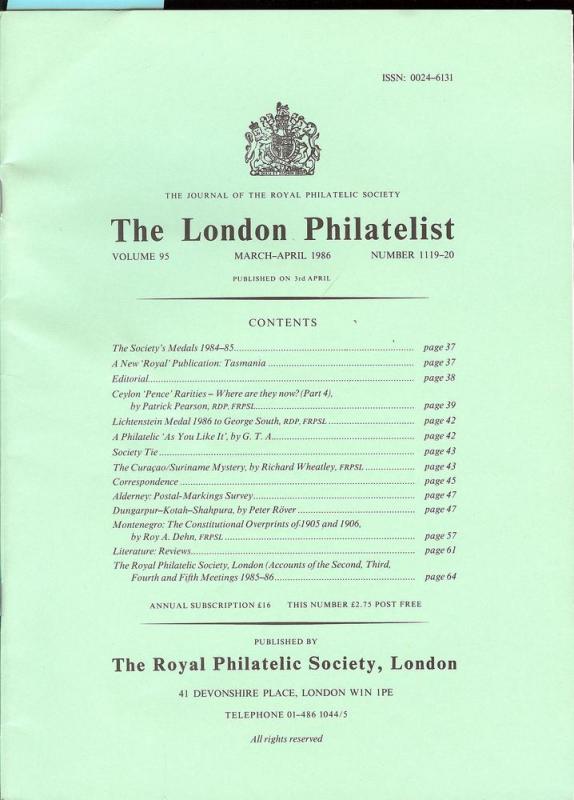 ISSN: 0024–6131
THE JOURNAL OF THE ROYAL PHILATELIC SOCIETY
The London Philatelist
VOLUME 95 MARCH–APRIL 1986 NUMBER 1119–20
PUBLISHED ON 3rd APRIL
CONTENTS
The Society's Medals 1984–85 page 37
A New 'Royal' Publication: Tasmania page 37
Editorial page 38
Ceylon 'Pence' Rarities – Where are they now? (Part 4),
by Patrick Pearson, RDP, FRPSL page 39
Lichtenstein Medal 1986 to George South, RDP, FRPSL page 42
A Philatelic 'As You Like It', by G. T. A. page 42
Society Tie page 43
The Curaçao/Suriname Mystery, by Richard Wheatley, FRPSL page 43
Correspondence page 45
Alderney: Postal-Markings Survey page 47
Dungarpur–Kotah–Shahpura, by Peter Röver page 47
Montenegro: The Constitutional Overprints of 1905 and 1906,
by Roy A. Dehn, FRPSL page 57
Literature: Reviews page 61
The Royal Philatelic Society, London (Accounts of the Second, Third,
Fourth and Fifth Meetings 1985–86 page 64
ANNUAL SUBSCRIPTION £16 THIS NUMBER £2.75 POST FREE
PUBLISHED BY
The Royal Philatelic Society, London
41 DEVONSHIRE PLACE, LONDON W1N 1PE
TELEPHONE 01–486 1044/5
All rights reserved